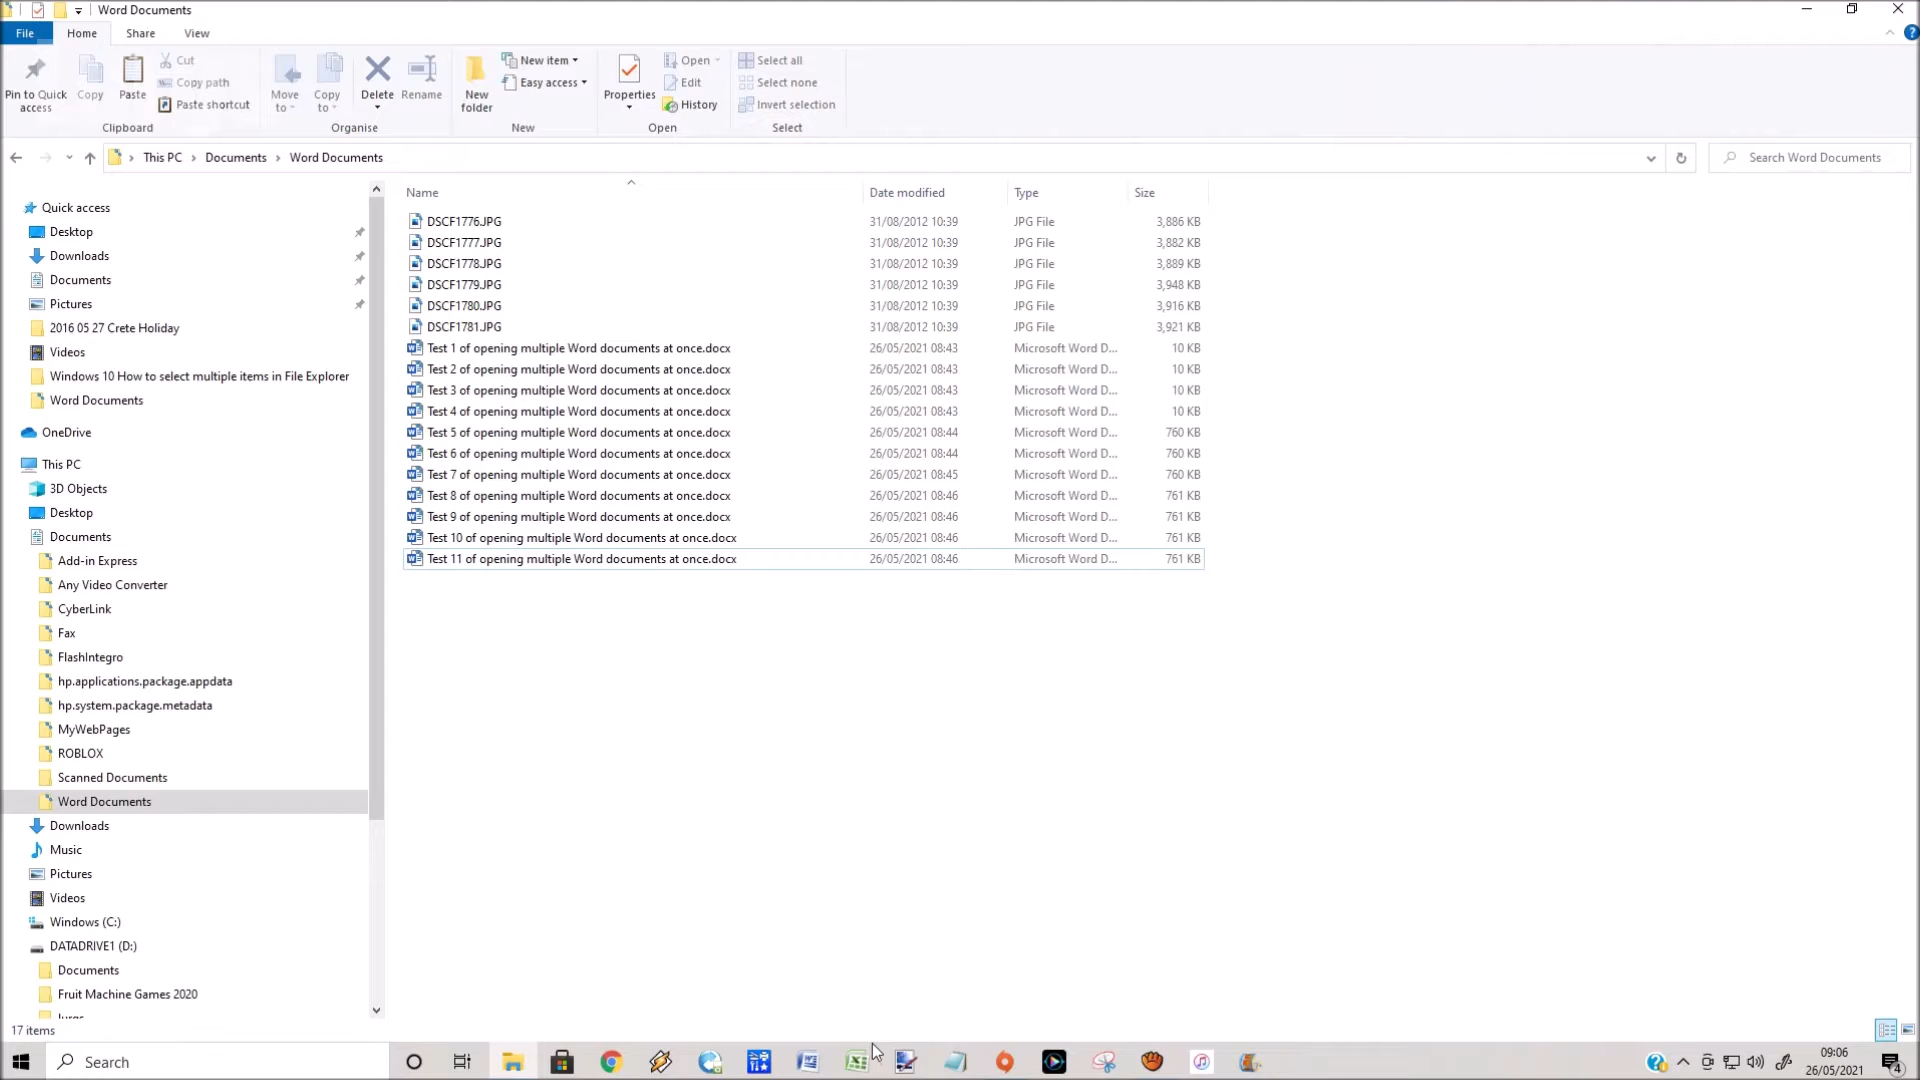 Word Documents
File Home Share View
Pin to Quick access
Copy
Paste
Cut
Copy path
Paste shortcut
Clipboard
Move to
Copy to
Delete
Rename
Organise
New folder
New item
Easy access
New
Properties
Open
Edit
History
Open
Select all
Select none
Invert selection
Select
This PC > Documents > Word Documents
Search Word Documents
Quick access
Desktop
Downloads
Documents
Pictures
2016 05 27 Crete Holiday
Videos
Windows 10 How to select multiple items in File Explorer
Word Documents
OneDrive
This PC
3D Objects
Desktop
Documents
Add-in Express
Any Video Converter
CyberLink
Fax
FlashIntegro
hp.applications.package.appdata
hp.system.package.metadata
MyWebPages
ROBLOX
Scanned Documents
Word Documents
Downloads
Music
Pictures
Videos
Windows (C:)
DATADRIVE1 (D:)
Documents
Fruit Machine Games 2020
Name Date modified Type Size
DSCF1776.JPG 31/08/2012 10:39 JPG File 3,886 KB
DSCF1777.JPG 31/08/2012 10:39 JPG File 3,882 KB
DSCF1778.JPG 31/08/2012 10:39 JPG File 3,889 KB
DSCF1779.JPG 31/08/2012 10:39 JPG File 3,948 KB
DSCF1780.JPG 31/08/2012 10:39 JPG File 3,916 KB
DSCF1781.JPG 31/08/2012 10:39 JPG File 3,921 KB
Test 1 of opening multiple Word documents at once.docx 26/05/2021 08:43 Microsoft Word D... 10 KB
Test 2 of opening multiple Word documents at once.docx 26/05/2021 08:43 Microsoft Word D... 10 KB
Test 3 of opening multiple Word documents at once.docx 26/05/2021 08:43 Microsoft Word D... 10 KB
Test 4 of opening multiple Word documents at once.docx 26/05/2021 08:43 Microsoft Word D... 10 KB
Test 5 of opening multiple Word documents at once.docx 26/05/2021 08:44 Microsoft Word D... 760 KB
Test 6 of opening multiple Word documents at once.docx 26/05/2021 08:44 Microsoft Word D... 760 KB
Test 7 of opening multiple Word documents at once.docx 26/05/2021 08:45 Microsoft Word D... 760 KB
Test 8 of opening multiple Word documents at once.docx 26/05/2021 08:46 Microsoft Word D... 761 KB
Test 9 of opening multiple Word documents at once.docx 26/05/2021 08:46 Microsoft Word D... 761 KB
Test 10 of opening multiple Word documents at once.docx 26/05/2021 08:46 Microsoft Word D... 761 KB
Test 11 of opening multiple Word documents at once.docx 26/05/2021 08:46 Microsoft Word D... 761 KB
17 items
Search
09:06
26/05/2021
4